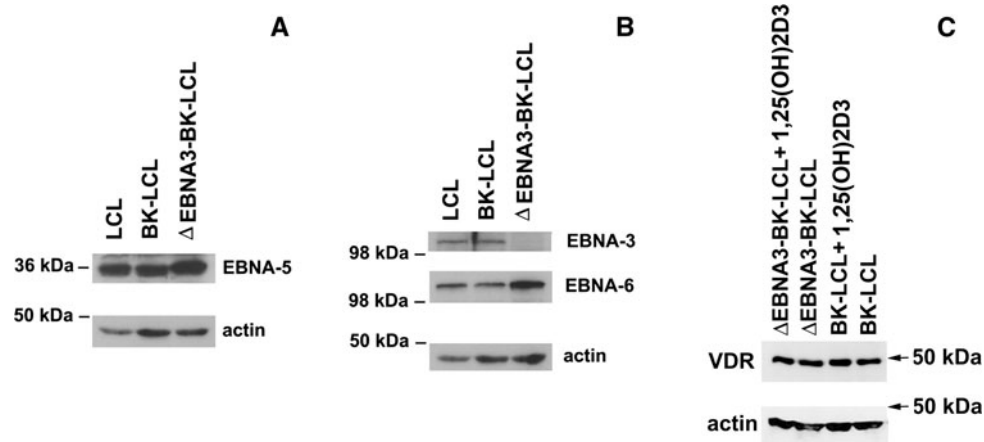 A
LCL
BK-LCL
ΔEBNA3-BK-LCL
36 kDa
EBNA-5
50 kDa
actin
B
LCL
BK-LCL
ΔEBNA3-BK-LCL
EBNA-3
98 kDa
EBNA-6
98 kDa
50 kDa
actin
C
ΔEBNA3-BK-LCL+1,25(OH)2D3
ΔEBNA3-BK-LCL
BK-LCL+1,25(OH)2D3
BK-LCL
VDR
50 kDa
50 kDa
actin